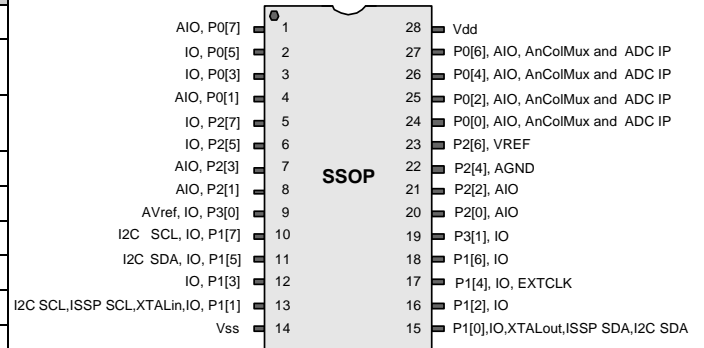 AIO, P0[7] 1 28 Vdd
IO, P0[5] 2 27 P0[6], AIO, AnColMux and ADC IP
IO, P0[3] 3 26 P0[4], AIO, AnColMux and ADC IP
AIO, P0[1] 4 25 P0[2], AIO, AnColMux and ADC IP
IO, P2[7] 5 24 P0[0], AIO, AnColMux and ADC IP
IO, P2[5] 6 23 P2[6], VREF
AIO, P2[3] 7 SSOP 22 P2[4], AGND
AIO, P2[1] 8 21 P2[2], AIO
AVref, IO, P3[0] 9 20 P2[0], AIO
I2C SCL, IO, P1[7] 10 19 P3[1], IO
I2C SDA, IO, P1[5] 11 18 P1[6], IO
IO, P1[3] 12 17 P1[4], IO, EXTCLK
I2C SCL,ISSP SCL,XTALin,IO, P1[1] 13 16 P1[2], IO
Vss 14 15 P1[0],IO,XTALout,ISSP SDA,I2C SDA